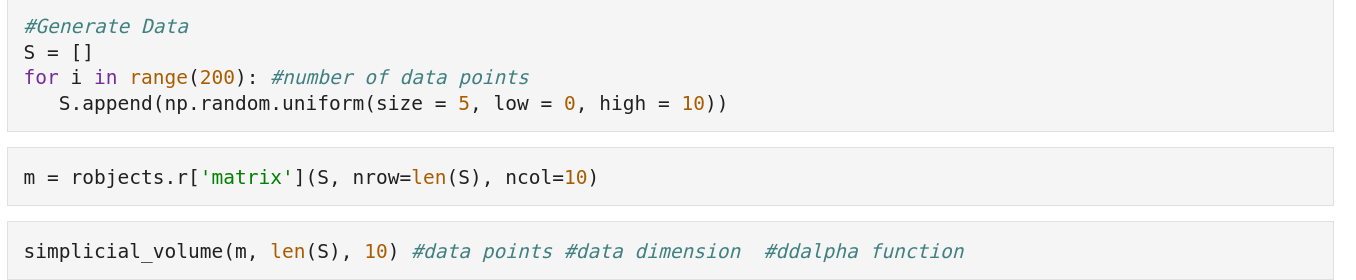 #Generate Data
S = []
for i in range(200): #number of data points
   S.append(np.random.uniform(size = 5, low = 0, high = 10))
m = robjects.r['matrix'](S, nrow=len(S), ncol=10)
simplicial_volume(m, len(S), 10) #data points #data dimension  #ddalpha function